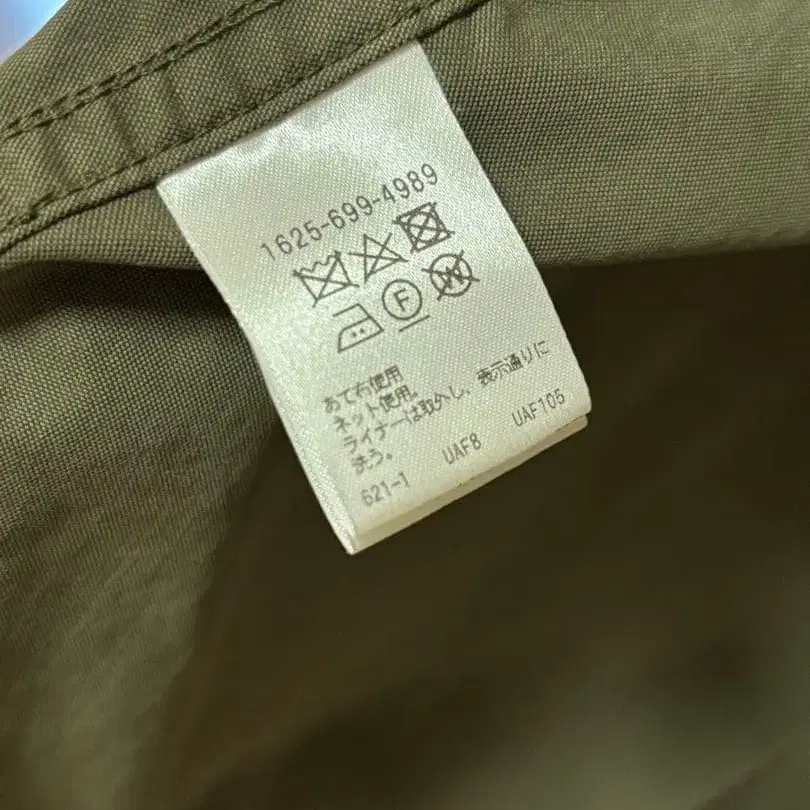 1625-699-4989
F W
あて布使用
ネット使用。
ライナーは取外し、表示通りに
洗う。
621-1 UAF8 UAF105